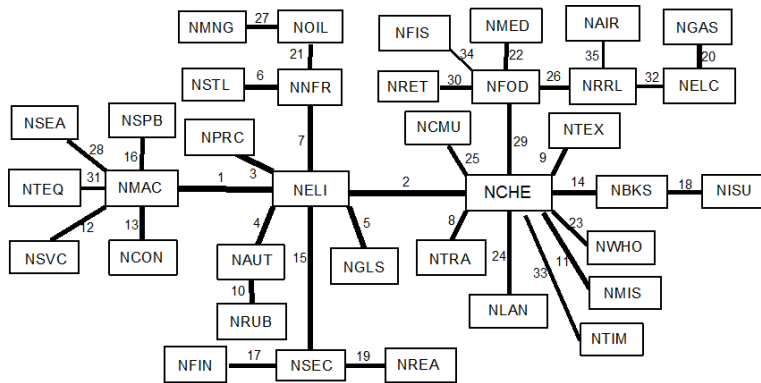 NMNG 27 NOIL
NFIS NMED NAIR NGAS
21 34 22 35 20
NSTL 6 NNFR NRET 30 NFOD 26 NRRL 32 NELC
NSEA NSPB NPRC 7 NCMU 29 NTEX
28 16 3 25 9
NTEQ 31 NMAC 1 NELI 2 NCHE 14 NBKS 18 NISU
12 13 4 5 8 23
NSVC NCON NAUT 15 NGLS NTRA 24 33 11 NWHO
10 NMIS
NRUB NLAN
NTIM
NFIN 17 NSEC 19 NREA